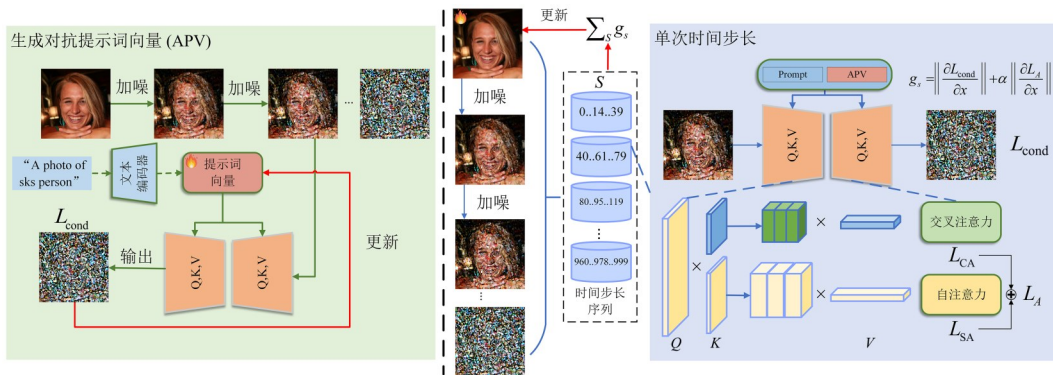 生成对抗提示词向量 (APV)
加噪
加噪
...
“A photo of
sks person”
文本
编码器
提示词
向量
L_cond
输出
Q,K,V
Q,K,V
更新
更新
∑_S g_s
加噪
加噪
...
S
0..14..39
40..61..79
80..95..119
...
960..978..999
时间步长
序列
单次时间步长
Prompt
APV
g_s = ‖∂L_cond/∂x‖ + α‖∂L_A/∂x‖
Q,K,V
Q,K,V
L_cond
×
×
×
交叉注意力
L_CA
自注意力
⊕
L_A
L_SA
Q
K
V